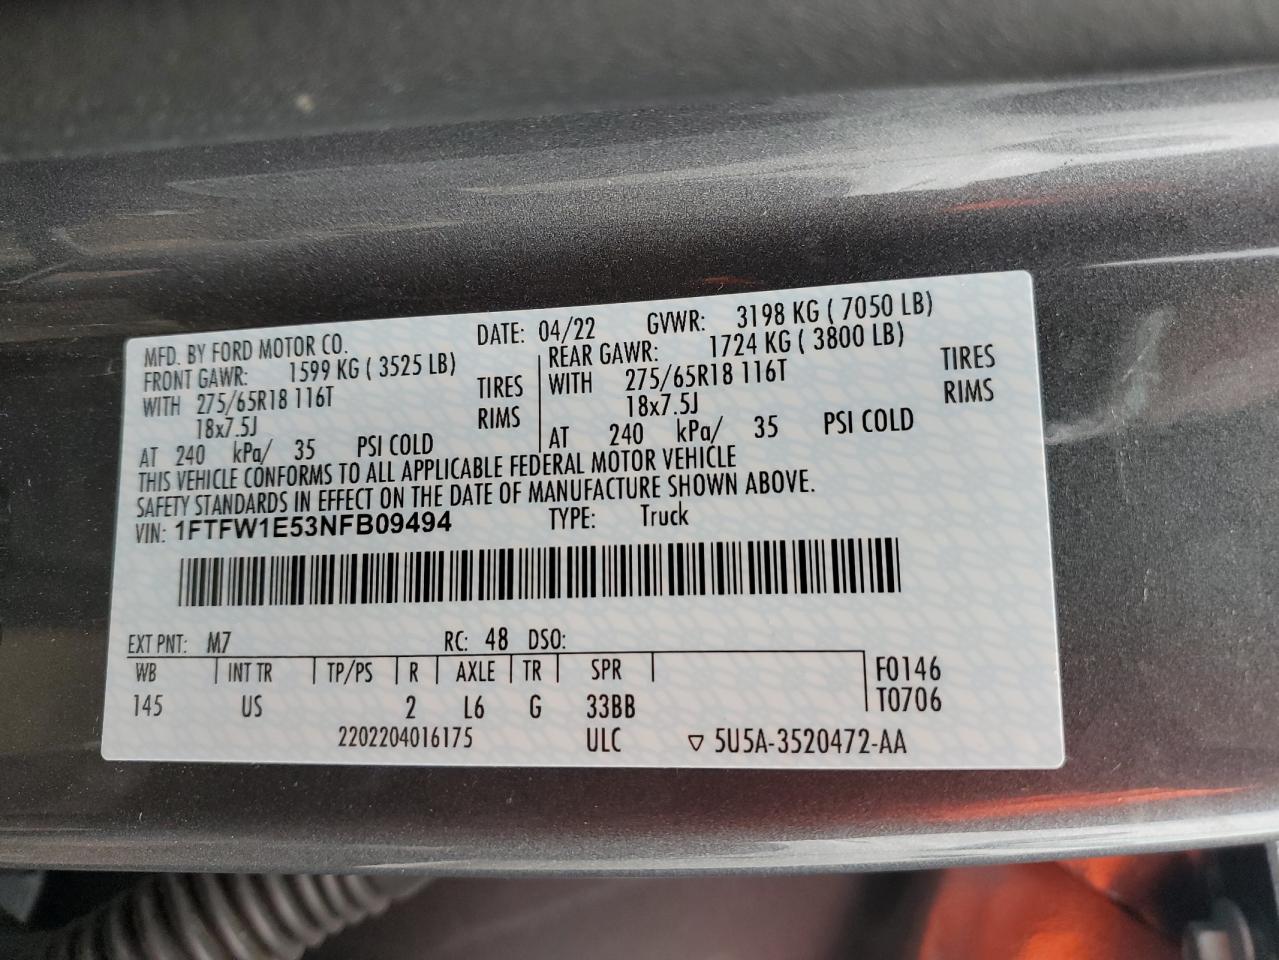 MFD. BY FORD MOTOR CO. DATE: 04/22 GVWR: 3198 KG ( 7050 LB)
FRONT GAWR: 1599 KG ( 3525 LB) REAR GAWR: 1724 KG ( 3800 LB)
WITH 275/65R18 116T TIRES WITH 275/65R18 116T TIRES
18x7.5J RIMS 18x7.5J RIMS
AT 240 kPa/ 35 PSI COLD AT 240 kPa/ 35 PSI COLD
THIS VEHICLE CONFORMS TO ALL APPLICABLE FEDERAL MOTOR VEHICLE
SAFETY STANDARDS IN EFFECT ON THE DATE OF MANUFACTURE SHOWN ABOVE.
VIN: 1FTFW1E53NFB09494 TYPE: Truck
EXT PNT: M7 RC: 48 DSO:
WB INT TR TP/PS R AXLE TR SPR F0146
145 US 2 L6 G 33BB T0706
2202204016175 ULC ▽ 5U5A-3520472-AA